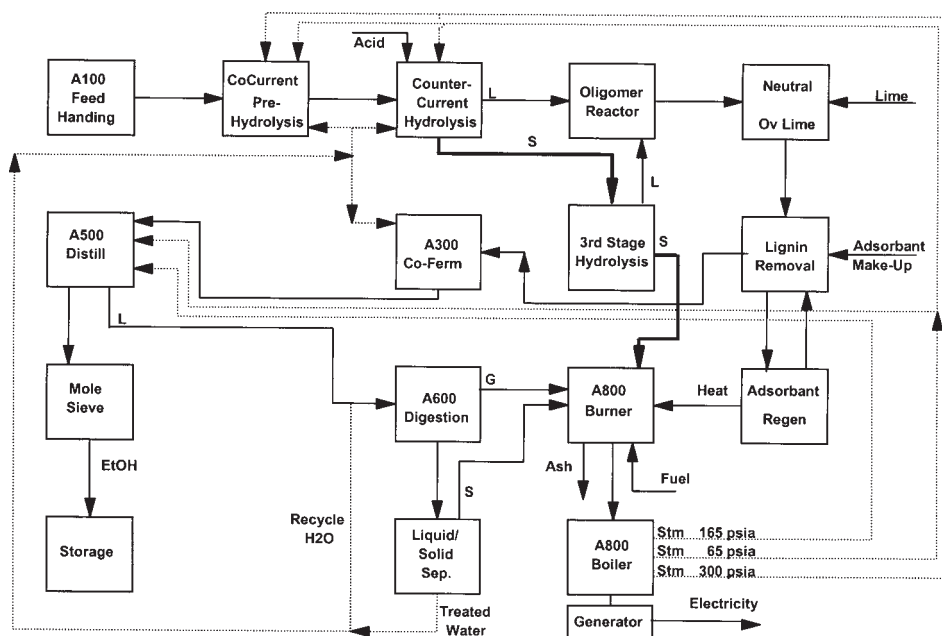 Acid
A100
Feed
Handing
CoCurrent
Pre-
Hydrolysis
Counter-
Current
Hydrolysis
L
Oligomer
Reactor
Neutral
Ov Lime
Lime
S
L
A500
Distill
A300
Co-Ferm
3rd Stage
Hydrolysis
S
Lignin
Removal
Adsorbant
Make-Up
L
Mole
Sieve
A600
Digestion
G
A800
Burner
Heat
Adsorbant
Regen
EtOH
S
Ash
Fuel
Recycle
H2O
Storage
Liquid/
Solid
Sep.
A800
Boiler
Stm 165 psia
Stm 65 psia
Stm 300 psia
Treated
Water
Generator
Electricity